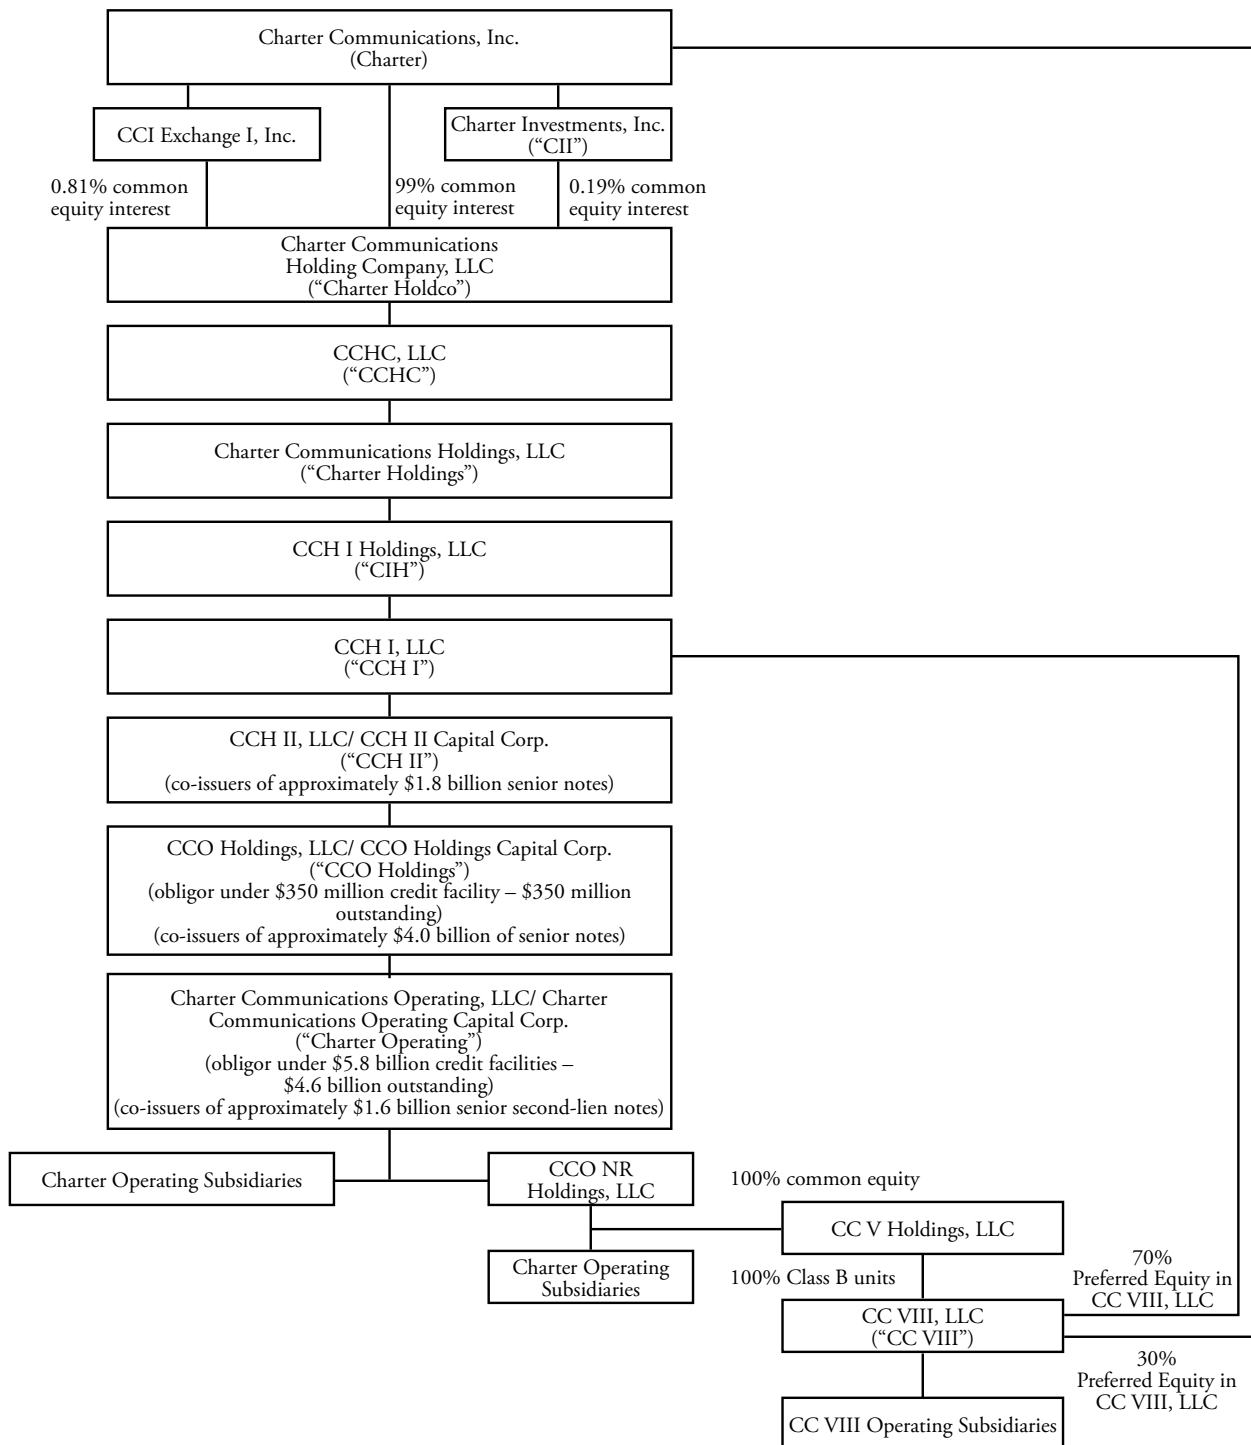 Charter Communications, Inc.
(Charter)
CCI Exchange I, Inc.
Charter Investments, Inc.
(“CII”)
0.81% common
equity interest
99% common
equity interest
0.19% common
equity interest
Charter Communications
Holding Company, LLC
(“Charter Holdco”)
CCHC, LLC
(“CCHC”)
Charter Communications Holdings, LLC
(“Charter Holdings”)
CCH I Holdings, LLC
(“CIH”)
CCH I, LLC
(“CCH I”)
CCH II, LLC/ CCH II Capital Corp.
(“CCH II”)
(co-issuers of approximately $1.8 billion senior notes)
CCO Holdings, LLC/ CCO Holdings Capital Corp.
(“CCO Holdings”)
(obligor under $350 million credit facility – $350 million
outstanding)
(co-issuers of approximately $4.0 billion of senior notes)
Charter Communications Operating, LLC/ Charter
Communications Operating Capital Corp.
(“Charter Operating”)
(obligor under $5.8 billion credit facilities –
$4.6 billion outstanding)
(co-issuers of approximately $1.6 billion senior second-lien notes)
Charter Operating Subsidiaries
CCO NR
Holdings, LLC
100% common equity
CC V Holdings, LLC
Charter Operating
Subsidiaries
100% Class B units
70%
Preferred Equity in
CC VIII, LLC
CC VIII, LLC
(“CC VIII”)
30%
Preferred Equity in
CC VIII, LLC
CC VIII Operating Subsidiaries